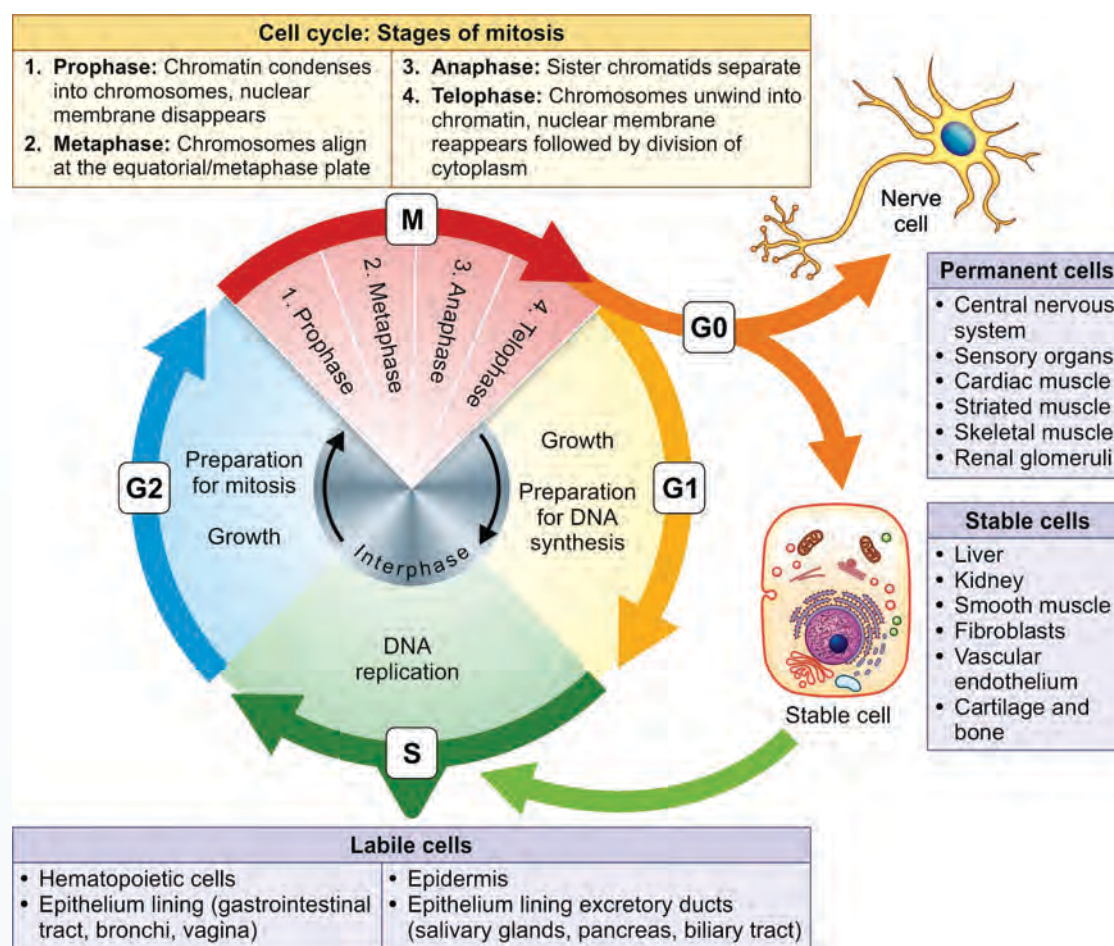 Cell cycle: Stages of mitosis
1. Prophase: Chromatin condenses
into chromosomes, nuclear
membrane disappears
2. Metaphase: Chromosomes align
at the equatorial/metaphase plate
3. Anaphase: Sister chromatids separate
4. Telophase: Chromosomes unwind into
chromatin, nuclear membrane
reappears followed by division of
cytoplasm
Nerve
cell
M
1. Prophase
2. Metaphase
3. Anaphase
4. Telophase
G0
Permanent cells
• Central nervous
system
• Sensory organs
• Cardiac muscle
• Striated muscle
• Skeletal muscle
• Renal glomeruli
G2
Preparation
for mitosis
Growth
Interphase
Growth
Preparation
for DNA
synthesis
G1
DNA
replication
S
Stable cell
Stable cells
• Liver
• Kidney
• Smooth muscle
• Fibroblasts
• Vascular
endothelium
• Cartilage and
bone
Labile cells
• Hematopoietic cells
• Epithelium lining (gastrointestinal
tract, bronchi, vagina)
• Epidermis
• Epithelium lining excretory ducts
(salivary glands, pancreas, biliary tract)